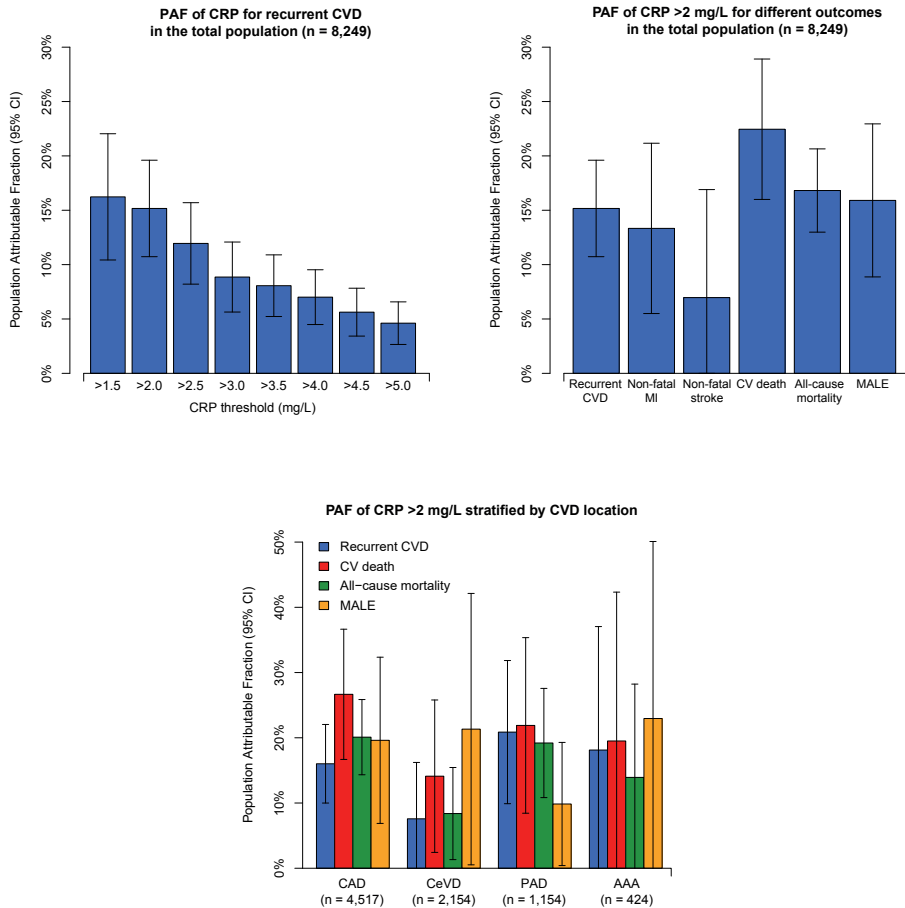 PAF of CRP for recurrent CVD
in the total population (n = 8,249)
Population Attributable Fraction (95% CI)
30%
25%
20%
15%
10%
5%
0%
>1.5 >2.0 >2.5 >3.0 >3.5 >4.0 >4.5 >5.0
CRP threshold (mg/L)
PAF of CRP >2 mg/L for different outcomes
in the total population (n = 8,249)
Population Attributable Fraction (95% CI)
30%
25%
20%
15%
10%
5%
0%
Recurrent Non-fatal Non-fatal CV death All-cause MALE
CVD MI stroke mortality
PAF of CRP >2 mg/L stratified by CVD location
Population Attributable Fraction (95% CI)
50%
40%
30%
20%
10%
0%
Recurrent CVD
CV death
All−cause mortality
MALE
CAD CeVD PAD AAA
(n = 4,517) (n = 2,154) (n = 1,154) (n = 424)